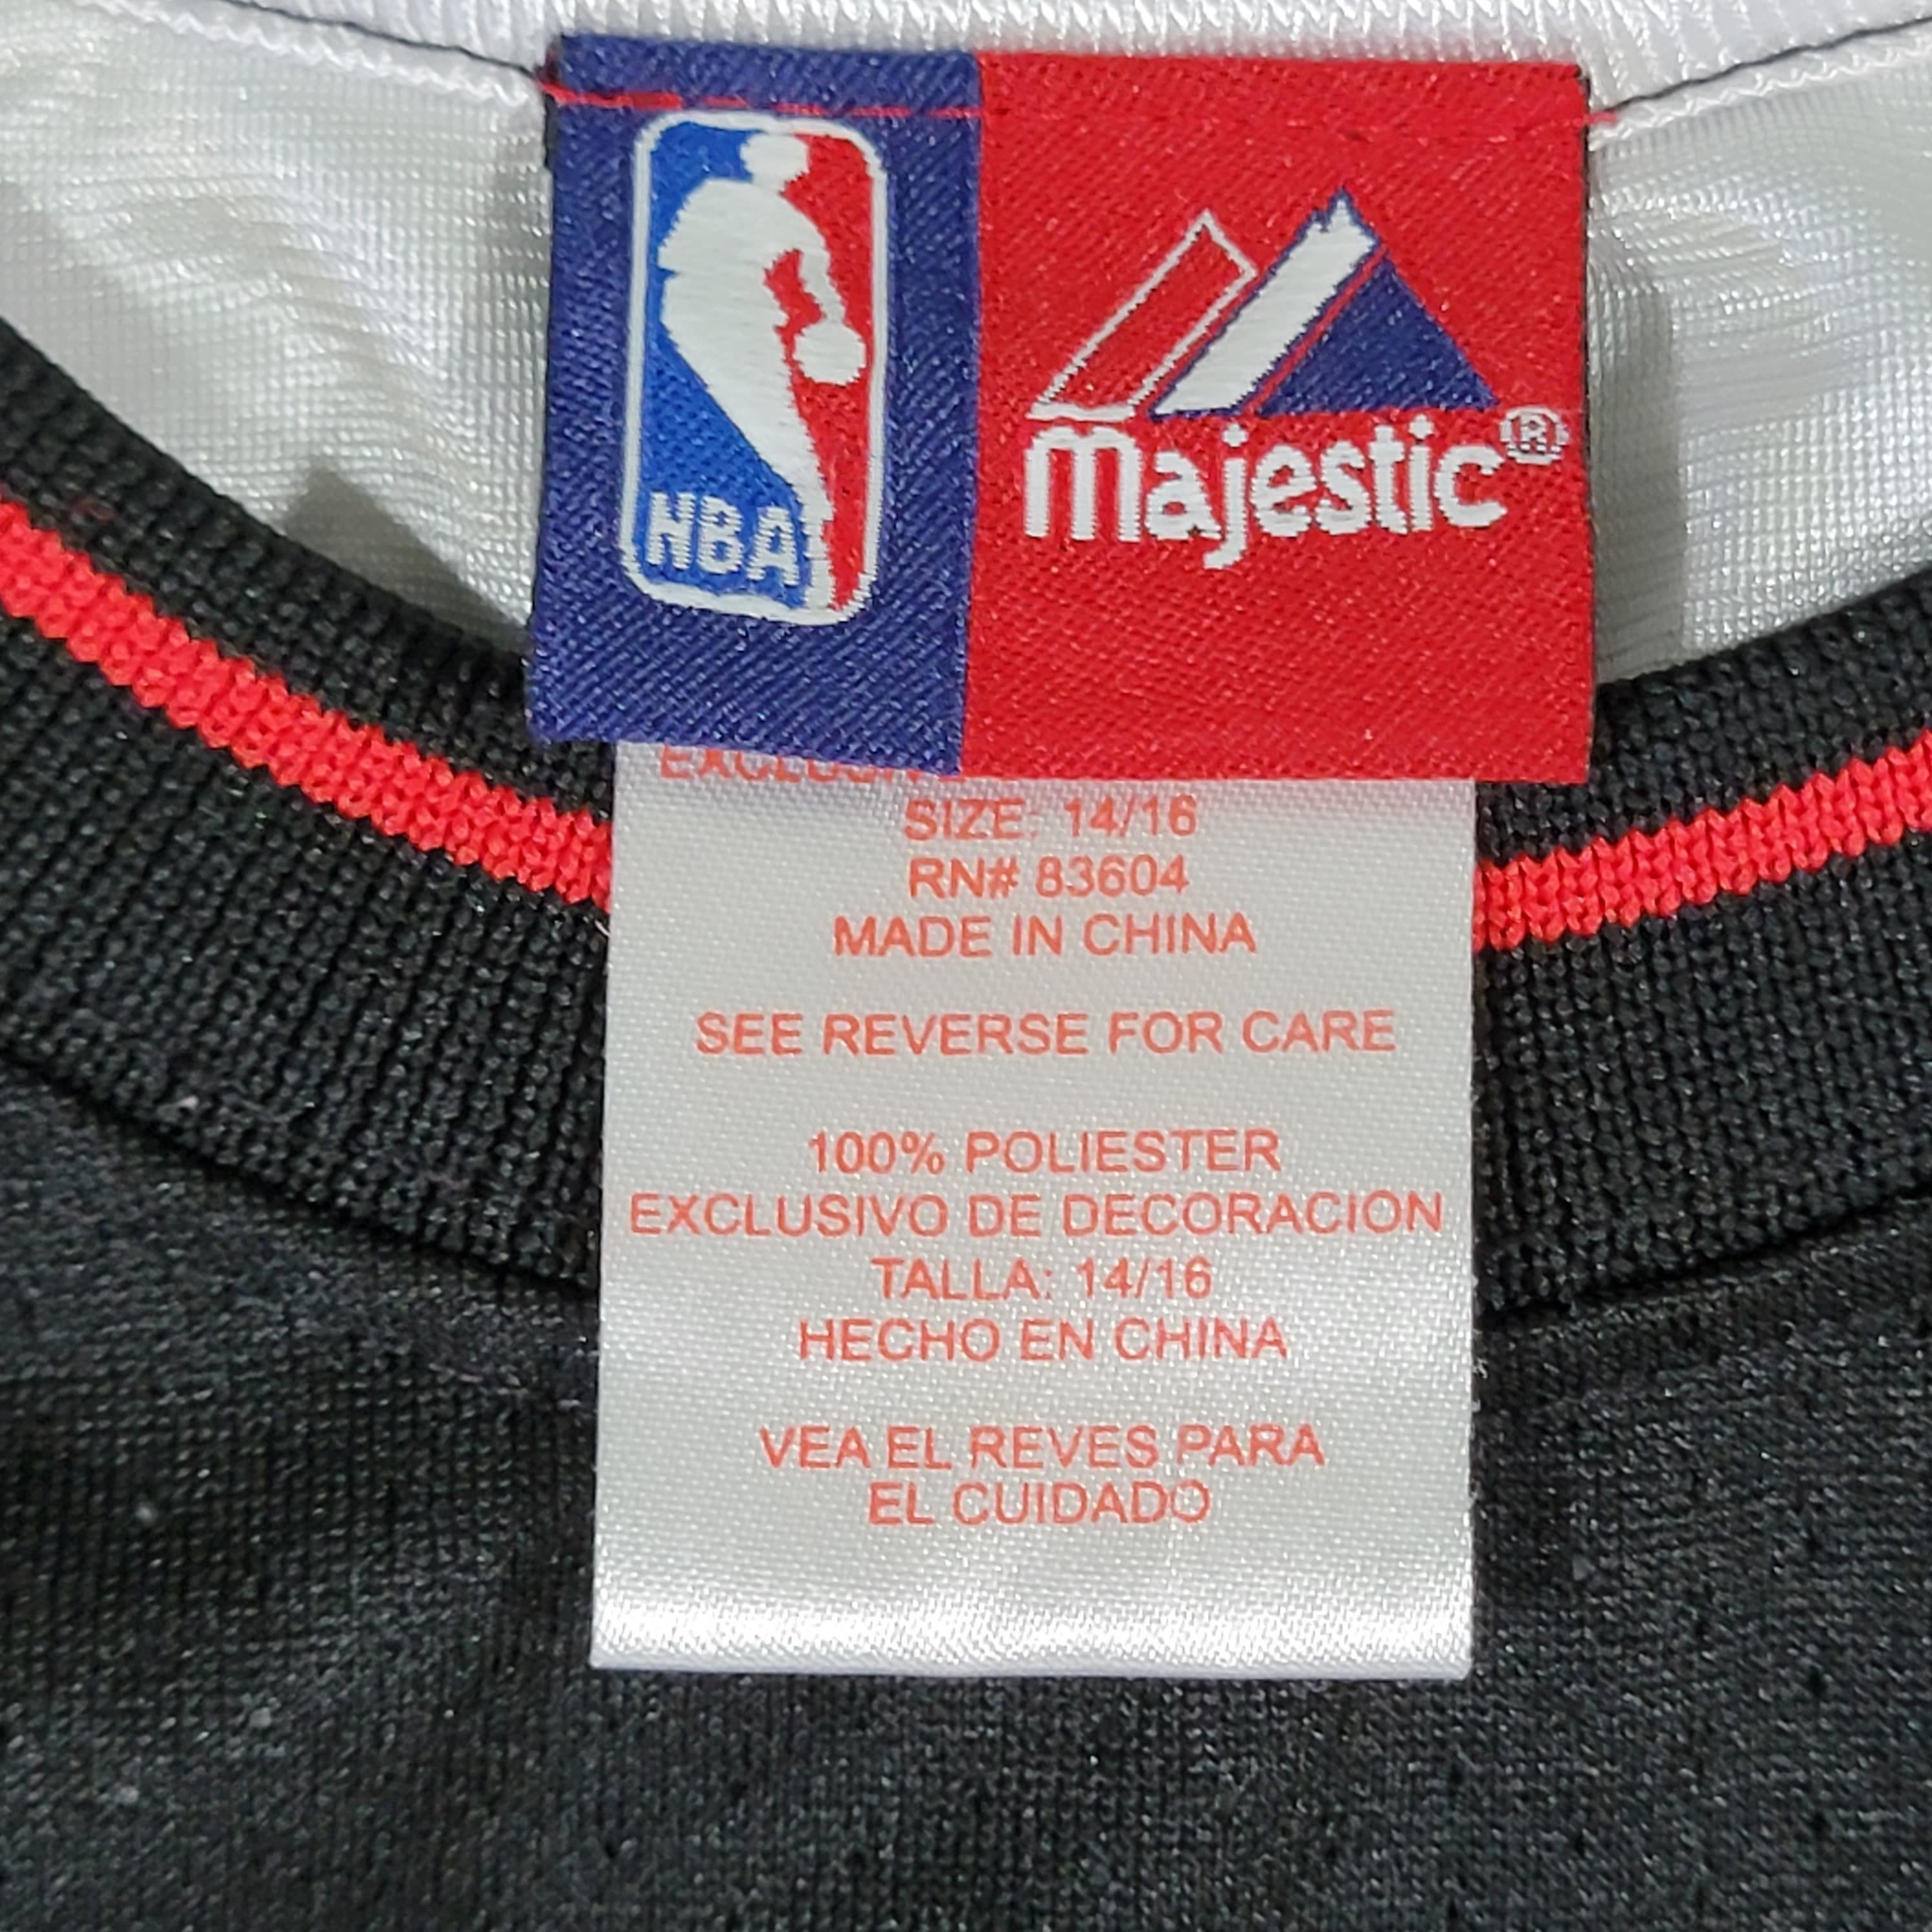 NBA
majestic®
SIZE: 14/16
RN# 83604
MADE IN CHINA
SEE REVERSE FOR CARE
100% POLIESTER
EXCLUSIVO DE DECORACION
TALLA: 14/16
HECHO EN CHINA
VEA EL REVES PARA
EL CUIDADO